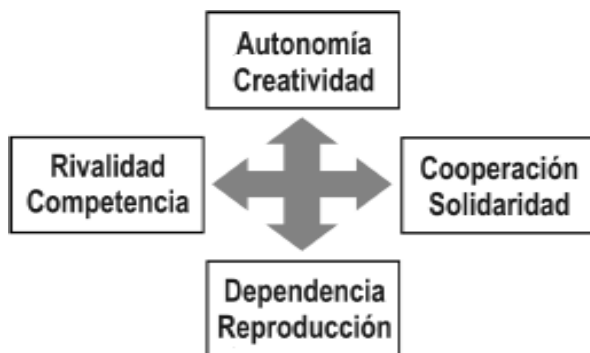 Autonomía
Creatividad
Rivalidad
Competencia
Cooperación
Solidaridad
Dependencia
Reproducción